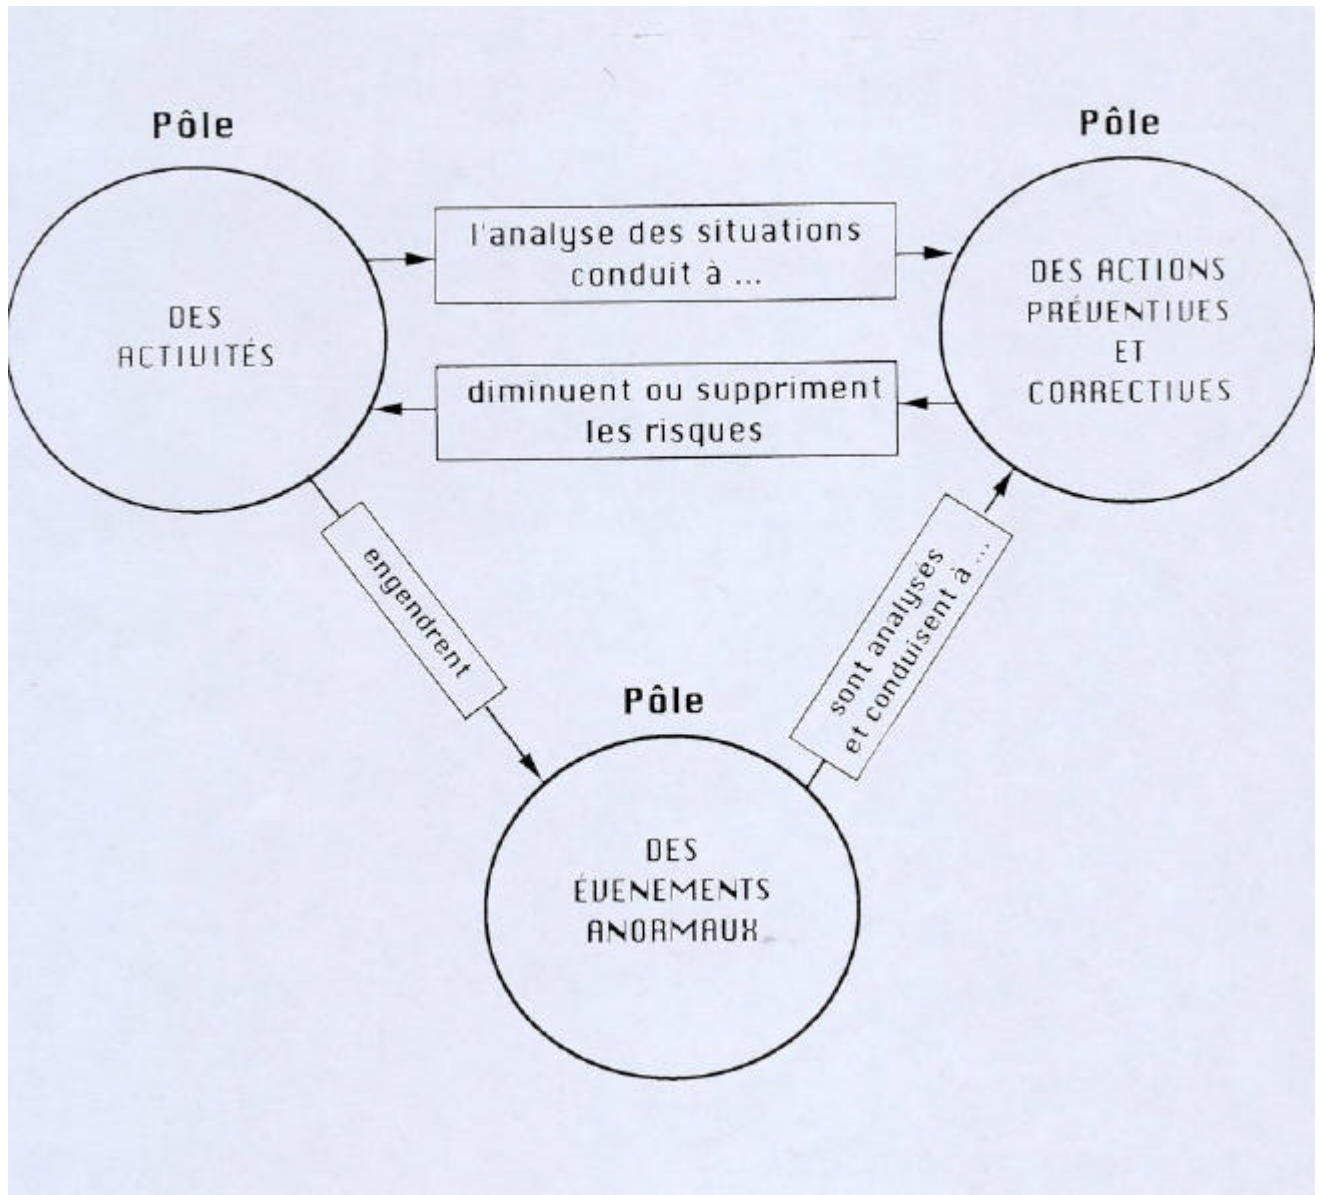 Pôle
DES
ACTIVITÉS
l'analyse des situations
conduit à ...
Pôle
DES ACTIONS
PRÉVENTIVES
ET
CORRECTIVES
diminuent ou suppriment
les risques
engendrent
sont analyses
et conduisent à ...
Pôle
DES
ÉVENEMENTS
ANORMAUX